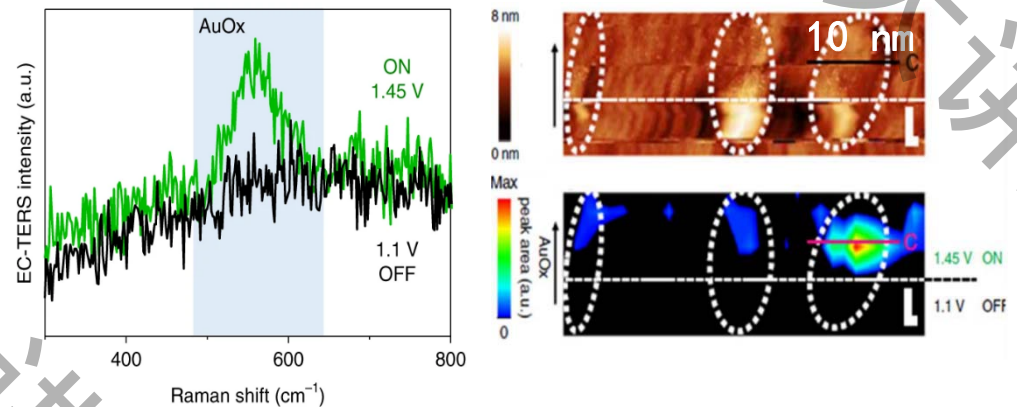 AuOx
ON
1.45 V
1.1 V
OFF
EC-TERS intensity (a.u.)
400
600
800
Raman shift (cm⁻¹)
8 nm
0 nm
10 nm
C
Max
0
AuOx
peak area (a.u.)
C
1.45 V ON
1.1 V OFF
讲